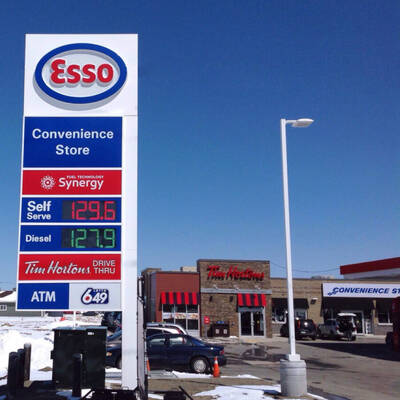 Esso
Convenience
Store
FUEL TECHNOLOGY
Synergy
Self
Serve 129.6
Diesel 127.9
Tim Hortons DRIVE
THRU
ATM LOTTO
649
Tim Hortons
CONVENIENCE ST